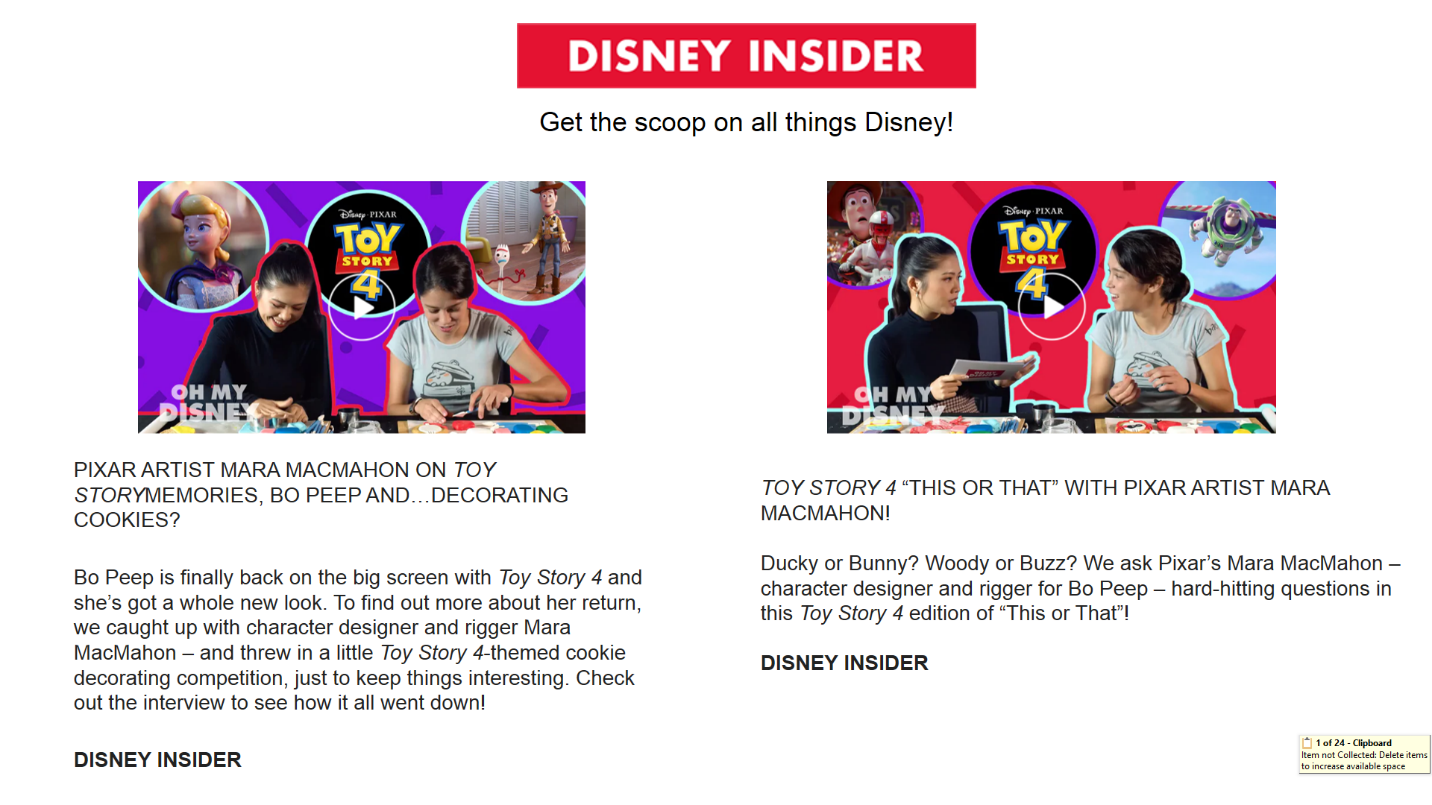 DISNEY INSIDER
Get the scoop on all things Disney!
Disney · PIXAR
TOY
STORY
4
OH MY
DISNEY
PIXAR ARTIST MARA MACMAHON ON TOY
STORYMEMORIES, BO PEEP AND…DECORATING
COOKIES?
Bo Peep is finally back on the big screen with Toy Story 4 and
she’s got a whole new look. To find out more about her return,
we caught up with character designer and rigger Mara
MacMahon – and threw in a little Toy Story 4-themed cookie
decorating competition, just to keep things interesting. Check
out the interview to see how it all went down!
DISNEY INSIDER
Disney · PIXAR
TOY
STORY
4
OH MY
DISNEY
TOY STORY 4 “THIS OR THAT” WITH PIXAR ARTIST MARA
MACMAHON!
Ducky or Bunny? Woody or Buzz? We ask Pixar’s Mara MacMahon –
character designer and rigger for Bo Peep – hard-hitting questions in
this Toy Story 4 edition of “This or That”!
DISNEY INSIDER
1 of 24 - Clipboard
Item not Collected: Delete items
to increase available space